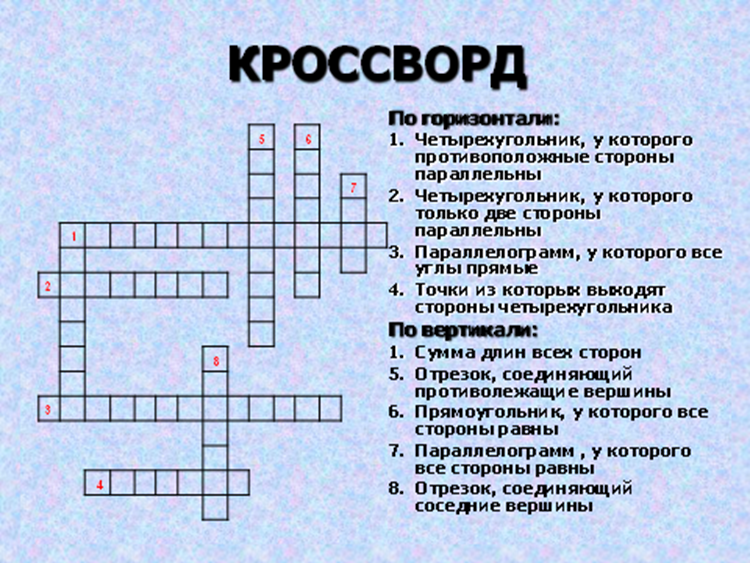 КРОССВОРД
5 6
7
1
2
8
3
4
По горизонтали:
1. Четырехугольник, у которого
противоположные стороны
параллельны
2. Четырехугольник, у которого
только две стороны
параллельны
3. Параллелограмм, у которого все
углы прямые
4. Точки из которых выходят
стороны четырехугольника
По вертикали:
1. Сумма длин всех сторон
5. Отрезок, соединяющий
противолежащие вершины
6. Прямоугольник, у которого все
стороны равны
7. Параллелограмм , у которого
все стороны равны
8. Отрезок, соединяющий
соседние вершины